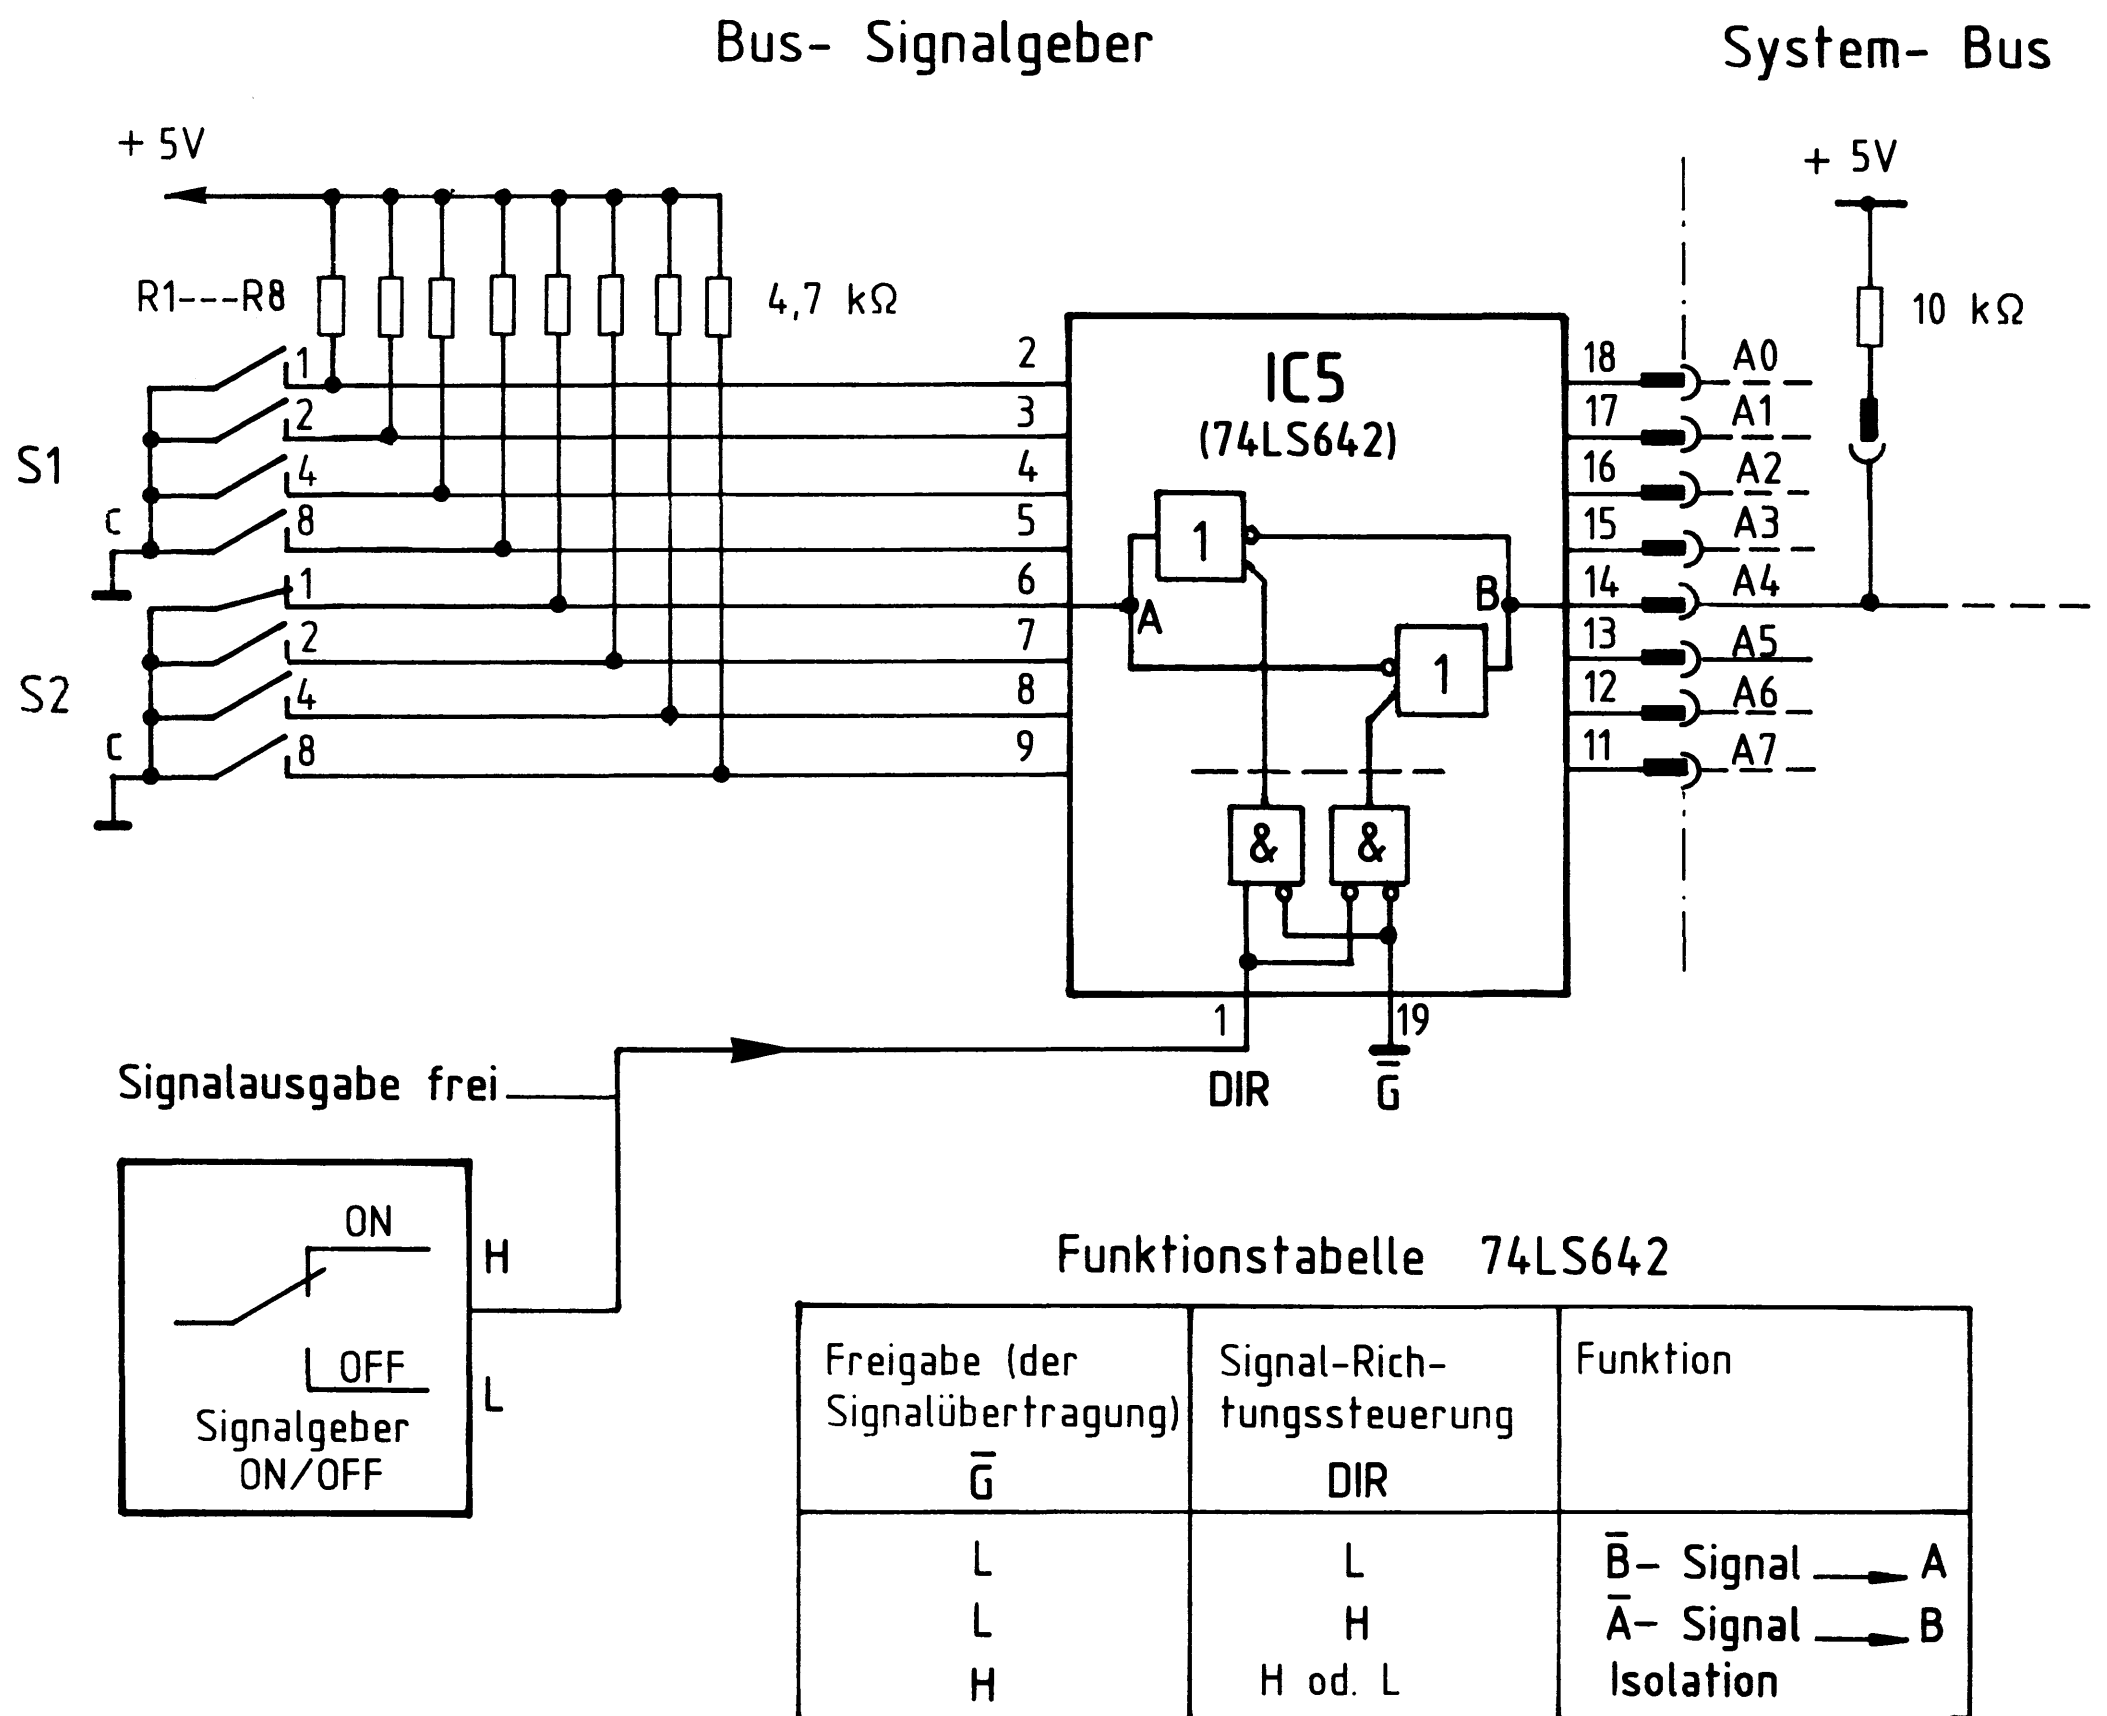 Bus- Signalgeber
System- Bus
+ 5V
+ 5V
R1---R8
4,7 kΩ
10 kΩ
S1
C
1
2
4
8
S2
C
1
2
4
8
2
3
4
5
6
7
8
9
IC5
(74LS642)
1
A
B
1
&
&
18
17
16
15
14
13
12
11
A0
A1
A2
A3
A4
A5
A6
A7
1
19
DIR
G̅
Signalausgabe frei
ON
H
OFF
L
Signalgeber
ON/OFF
Funktionstabelle 74LS642
Freigabe (der
Signalübertragung)
G̅
Signal-Rich-
tungssteuerung
DIR
Funktion
L L B̅- Signal → A
L H A̅- Signal → B
H H od. L Isolation